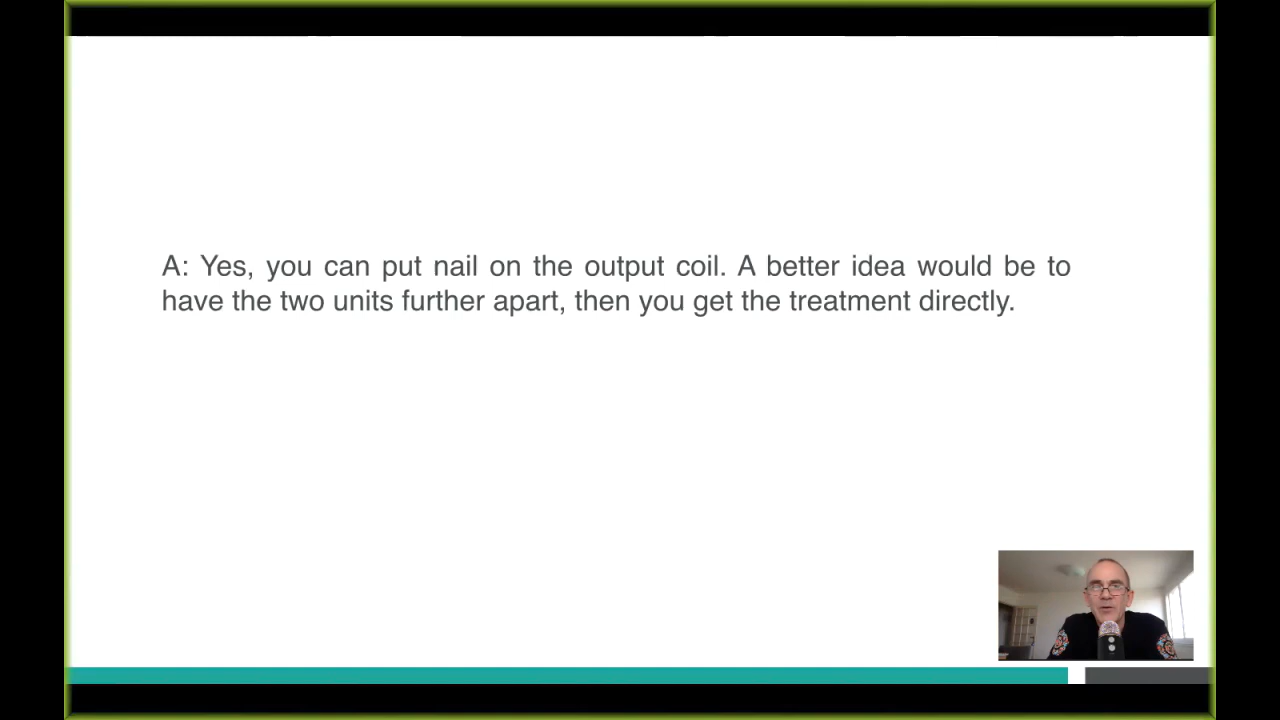 A: Yes, you can put nail on the output coil. A better idea would be to
have the two units further apart, then you get the treatment directly.